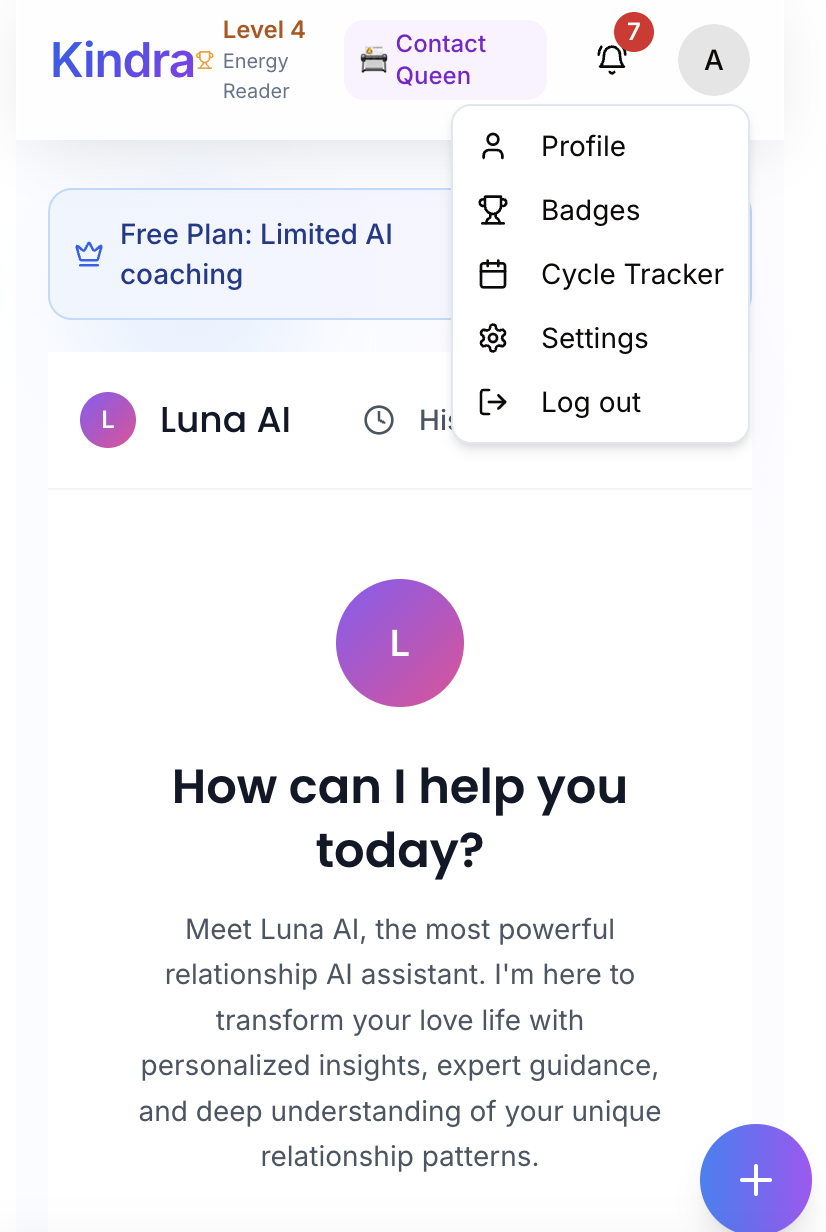 Kindra
Level 4
Energy
Reader
Contact
Queen
7
A
Profile
Badges
Cycle Tracker
Settings
Log out
Free Plan: Limited AI
coaching
L
Luna AI
L
How can I help you
today?
Meet Luna AI, the most powerful
relationship AI assistant. I'm here to
transform your love life with
personalized insights, expert guidance,
and deep understanding of your unique
relationship patterns.